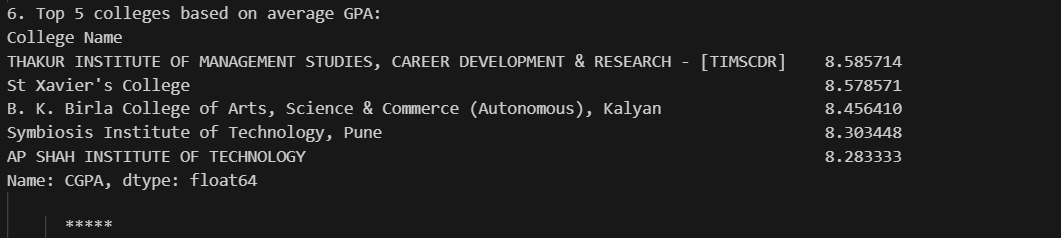 6. Top 5 colleges based on average GPA:
College Name
THAKUR INSTITUTE OF MANAGEMENT STUDIES, CAREER DEVELOPMENT & RESEARCH - [TIMSCDR]    8.585714
St Xavier's College    8.578571
B. K. Birla College of Arts, Science & Commerce (Autonomous), Kalyan    8.456410
Symbiosis Institute of Technology, Pune    8.303448
AP SHAH INSTITUTE OF TECHNOLOGY    8.283333
Name: CGPA, dtype: float64
*****